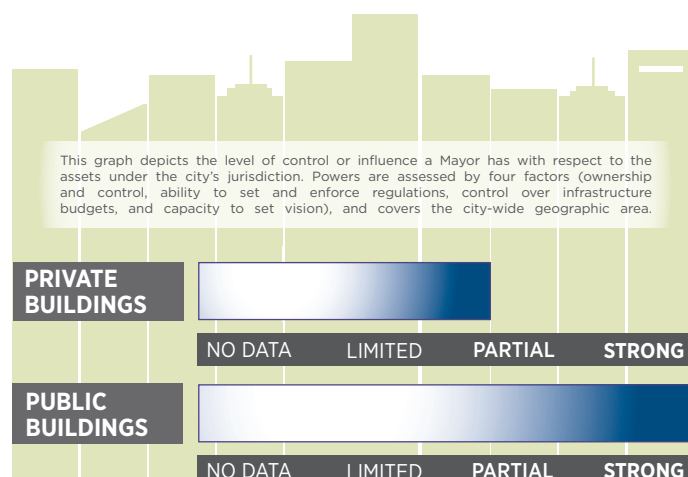 This graph depicts the level of control or influence a Mayor has with respect to the
assets under the city's jurisdiction. Powers are assessed by four factors (ownership
and control, ability to set and enforce regulations, control over infrastructure
budgets, and capacity to set vision), and covers the city-wide geographic area.
PRIVATE
BUILDINGS
NO DATA LIMITED PARTIAL STRONG
PUBLIC
BUILDINGS
NO DATA LIMITED PARTIAL STRONG